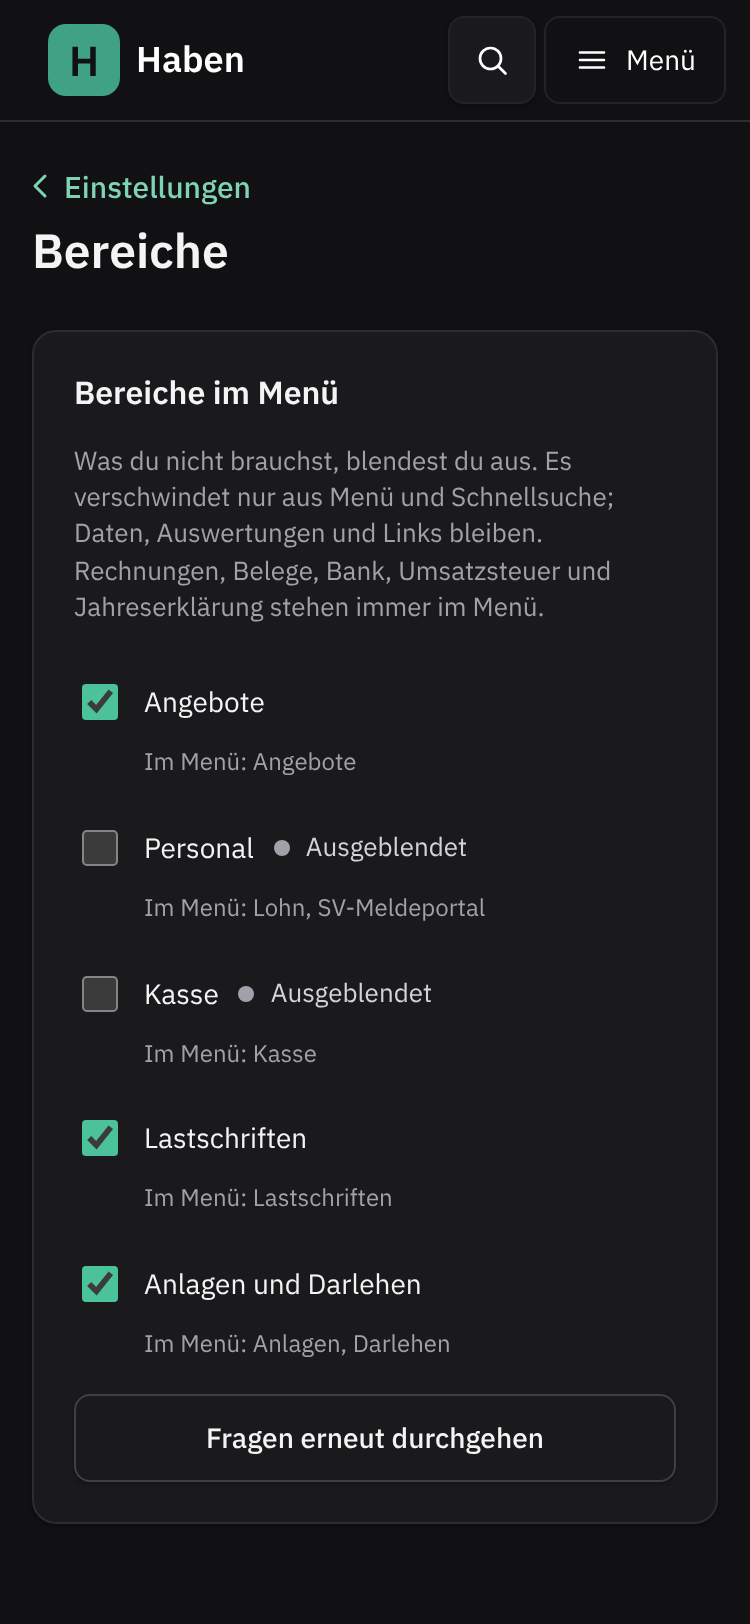 H Haben
Menü
Einstellungen
Bereiche
Bereiche im Menü
Was du nicht brauchst, blendest du aus. Es
verschwindet nur aus Menü und Schnellsuche;
Daten, Auswertungen und Links bleiben.
Rechnungen, Belege, Bank, Umsatzsteuer und
Jahreserklärung stehen immer im Menü.
Angebote
Im Menü: Angebote
Personal Ausgeblendet
Im Menü: Lohn, SV-Meldeportal
Kasse Ausgeblendet
Im Menü: Kasse
Lastschriften
Im Menü: Lastschriften
Anlagen und Darlehen
Im Menü: Anlagen, Darlehen
Fragen erneut durchgehen